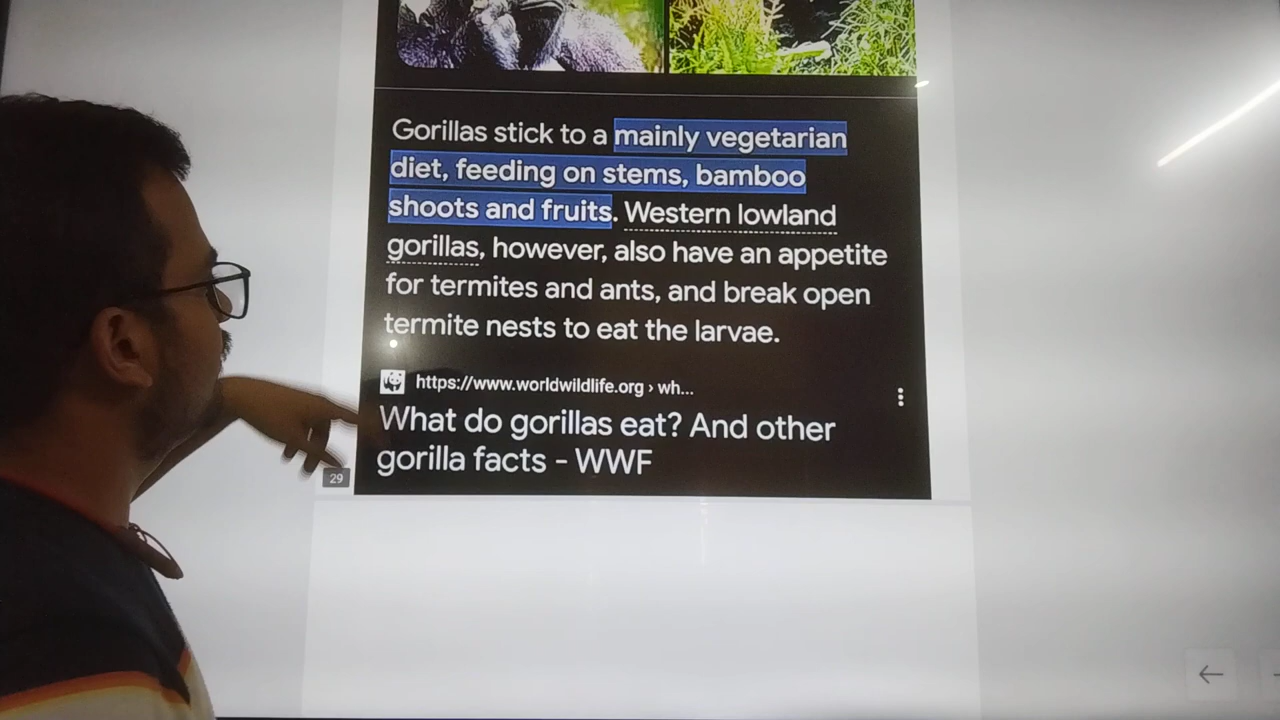 Gorillas stick to a mainly vegetarian
diet, feeding on stems, bamboo
shoots and fruits. Western lowland
gorillas, however, also have an appetite
for termites and ants, and break open
termite nests to eat the larvae.
https://www.worldwildlife.org › wh...
What do gorillas eat? And other
gorilla facts - WWF
29